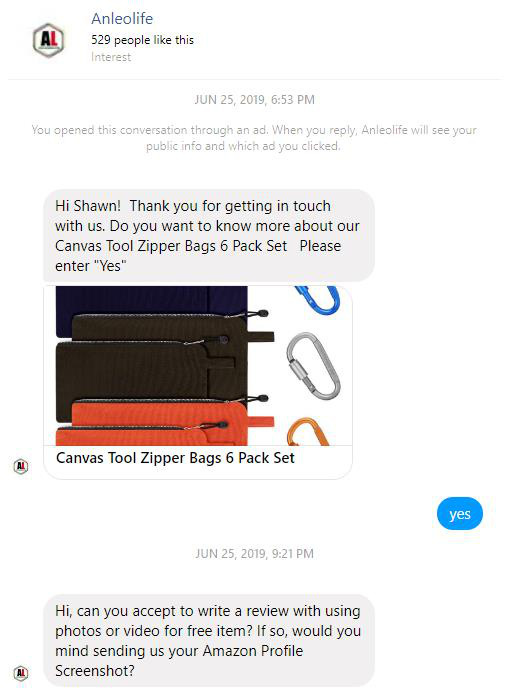 Anleolife
529 people like this
Interest
JUN 25, 2019, 6:53 PM
You opened this conversation through an ad. When you reply, Anleolife will see your
public info and which ad you clicked.
Hi Shawn!  Thank you for getting in touch
with us. Do you want to know more about our
Canvas Tool Zipper Bags 6 Pack Set   Please
enter "Yes"
Canvas Tool Zipper Bags 6 Pack Set
AL
yes
JUN 25, 2019, 9:21 PM
Hi, can you accept to write a review with using
photos or video for free item? If so, would you
mind sending us your Amazon Profile
Screenshot?
AL